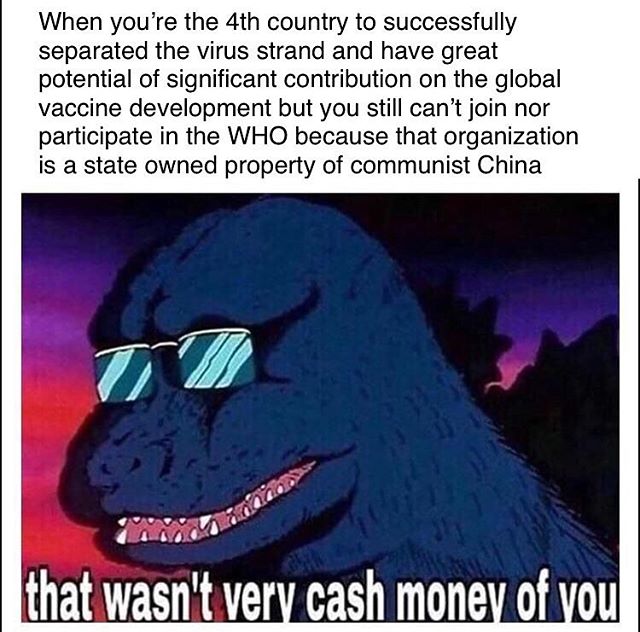 When you’re the 4th country to successfully
separated the virus strand and have great
potential of significant contribution on the global
vaccine development but you still can’t join nor
participate in the WHO because that organization
is a state owned property of communist China
that wasn't very cash money of you